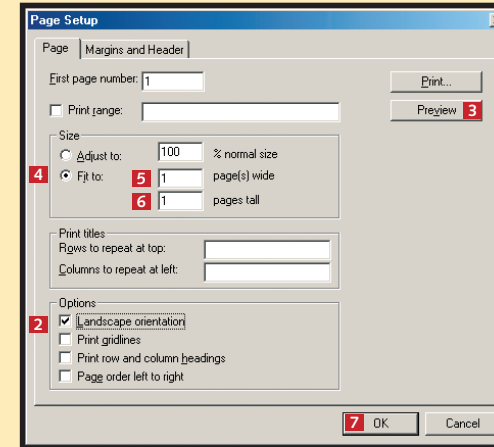 Page Setup
Page Margins and Header
First page number: 1 Print...
Print range: Preview 3
Size
Adjust to: 100 % normal size
4 Fit to: 5 1 page(s) wide
6 1 pages tall
Print titles
Rows to repeat at top:
Columns to repeat at left:
Options
2 Landscape orientation
Print gridlines
Print row and column headings
Page order left to right
7 OK Cancel